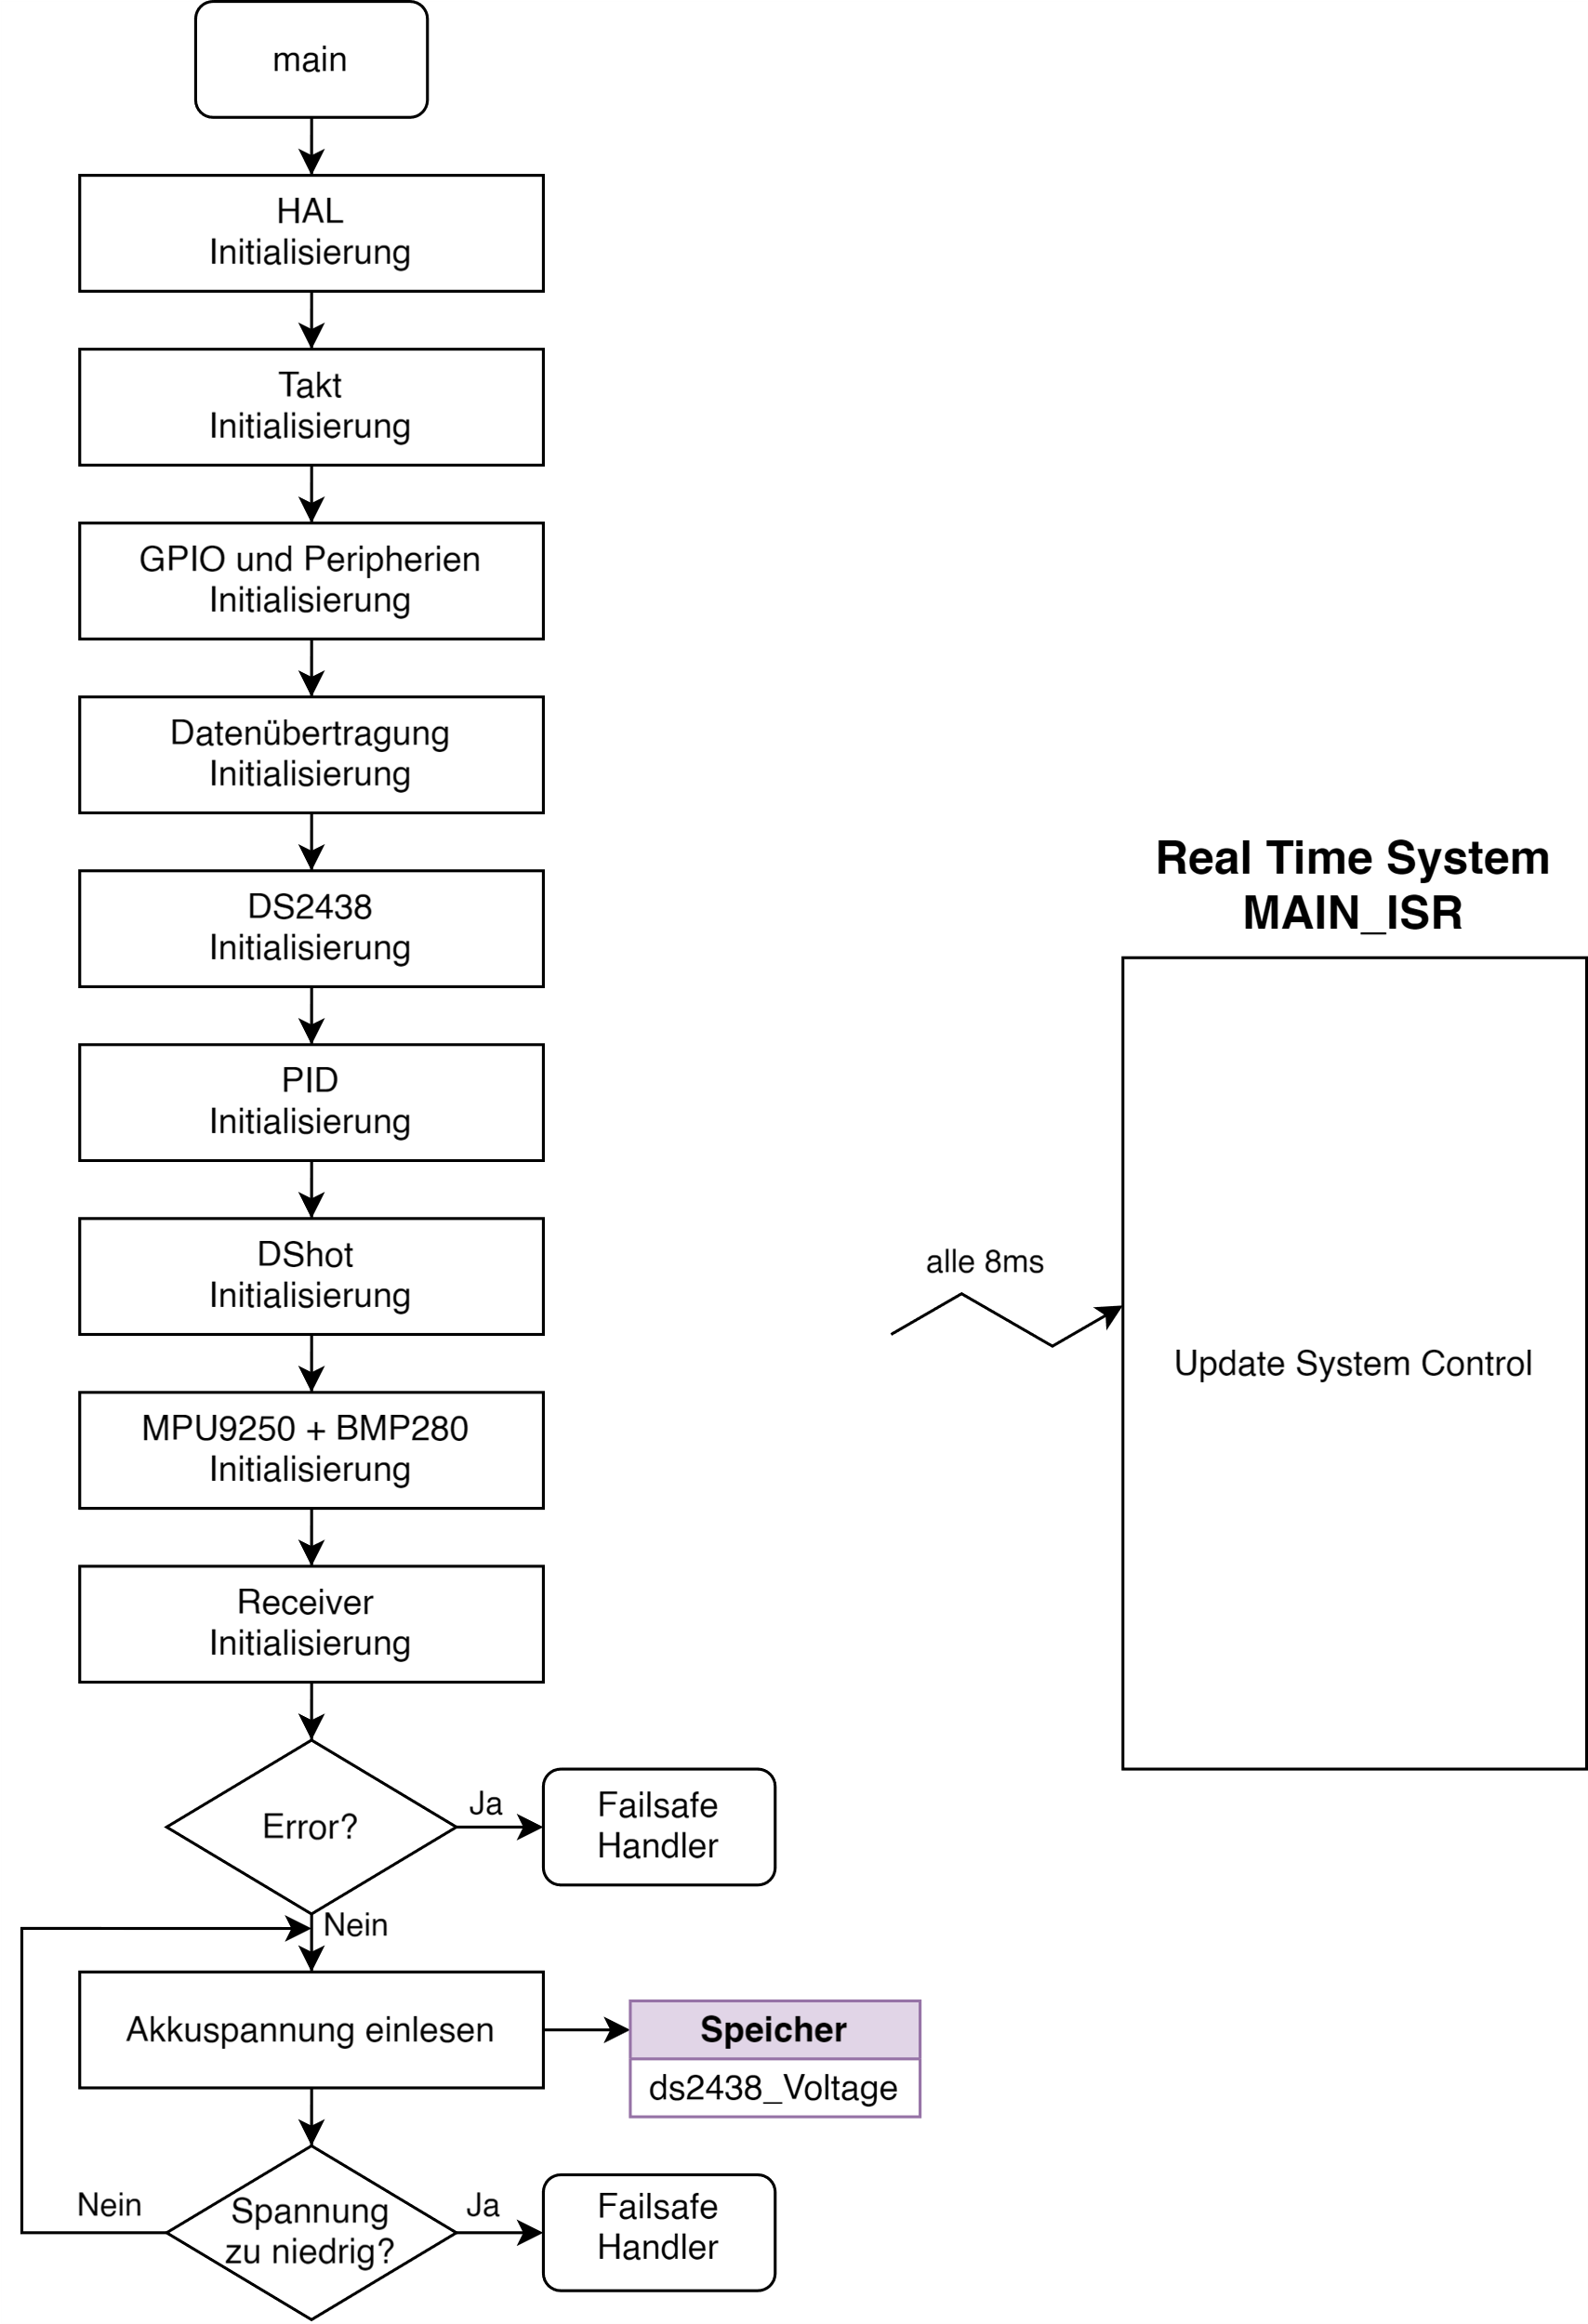 main
HAL
Initialisierung
Takt
Initialisierung
GPIO und Peripherien
Initialisierung
Datenübertragung
Initialisierung
DS2438
Initialisierung
PID
Initialisierung
DShot
Initialisierung
MPU9250 + BMP280
Initialisierung
Receiver
Initialisierung
Error?
Ja
Failsafe
Handler
Nein
Akkuspannung einlesen
Speicher
ds2438_Voltage
Spannung
zu niedrig?
Nein
Ja
Failsafe
Handler
Real Time System
MAIN_ISR
alle 8ms
Update System Control